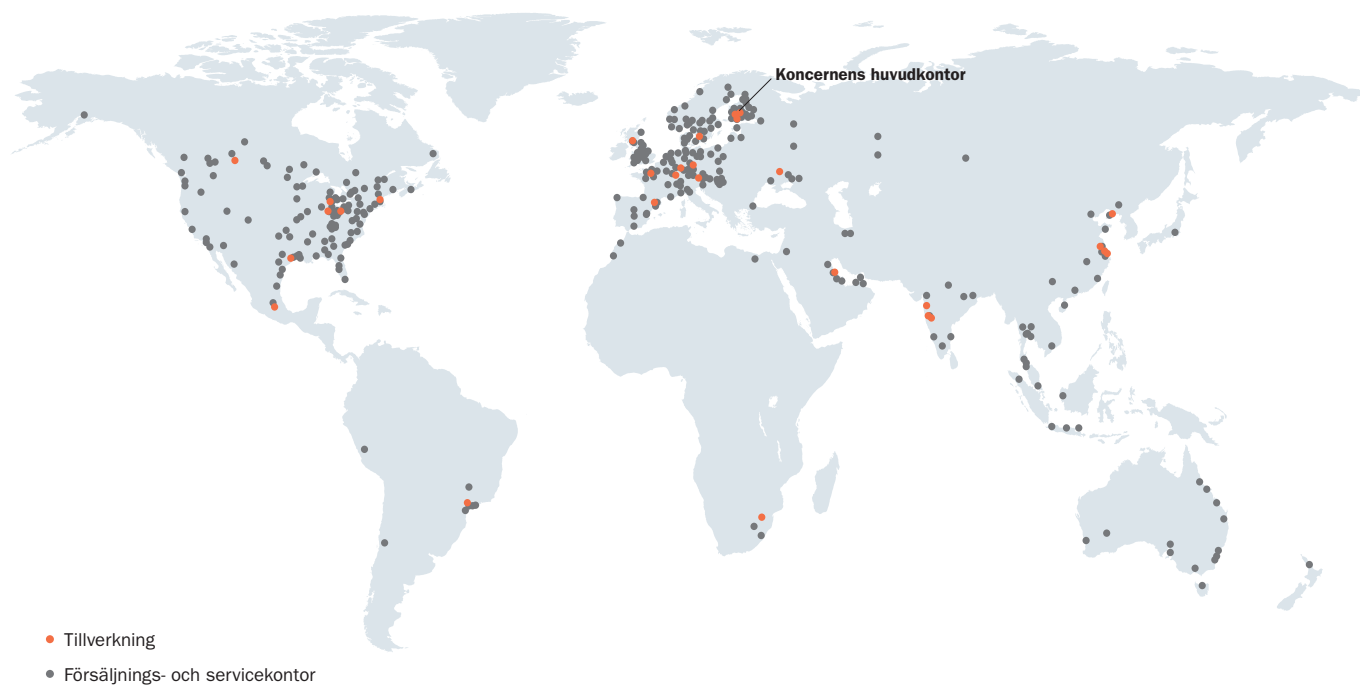 Koncernens huvudkontor
Tillverkning
Försäljnings- och servicekontor